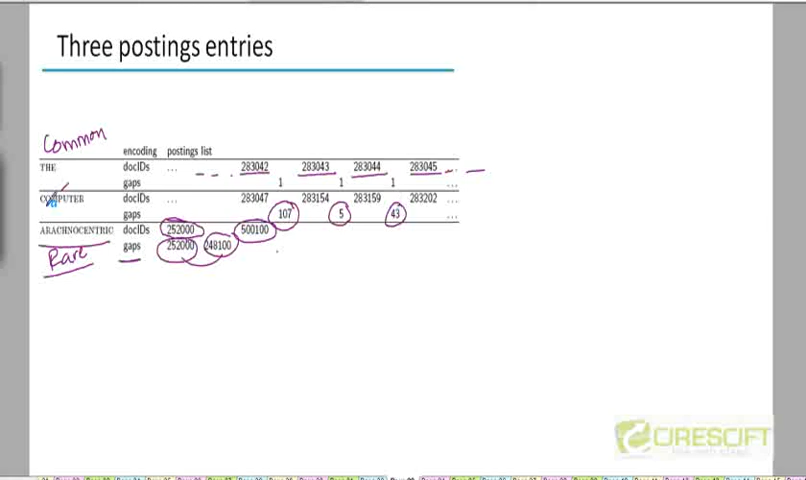 Three postings entries
Common
encoding postings list
THE docIDs ... 283042 283043 283044 283045 ...
gaps 1 1 1 ...
COMPUTER docIDs ... 283047 283154 283159 283202 ...
gaps 107 5 43 ...
ARACHNOCENTRIC docIDs 252000 500100
Rare gaps 252000 248100
CIRESCIFT